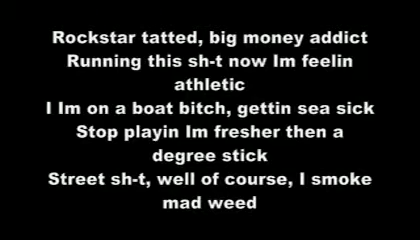 Rockstar tatted, big money addict
Running this sh-t now Im feelin
athletic
I Im on a boat bitch, gettin sea sick
Stop playin Im fresher then a
degree stick
Street sh-t, well of course, I smoke
mad weed